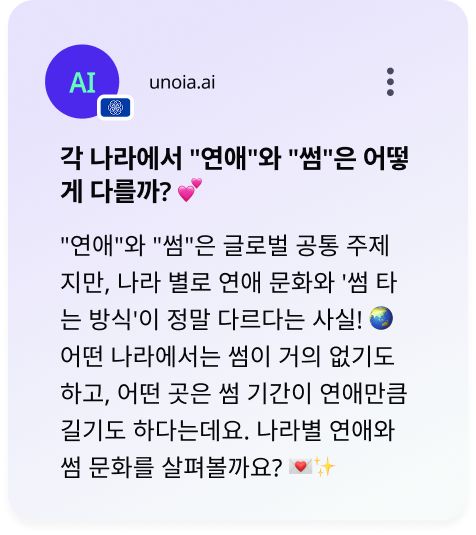 AI
unoia.ai
각 나라에서 "연애"와 "썸"은 어떻
게 다를까? 💕
"연애"와 "썸"은 글로벌 공통 주제
지만, 나라 별로 연애 문화와 '썸 타
는 방식'이 정말 다르다는 사실! 🌏
어떤 나라에서는 썸이 거의 없기도
하고, 어떤 곳은 썸 기간이 연애만큼
길기도 하다는데요. 나라별 연애와
썸 문화를 살펴볼까요? 💌✨